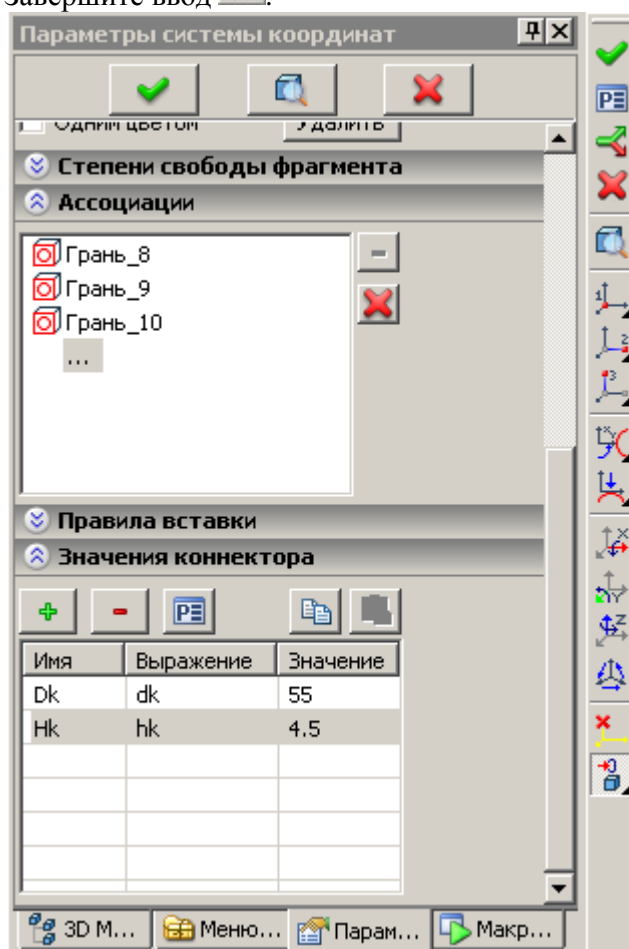 Завершите ввод
Параметры системы координат
Одним цветом Удалить
Степени свободы фрагмента
Ассоциации
Грань_8
Грань_9
Грань_10
...
Правила вставки
Значения коннектора
Имя Выражение Значение
Dk dk 55
Hk hk 4.5
3D М... Меню... Парам... Макр...